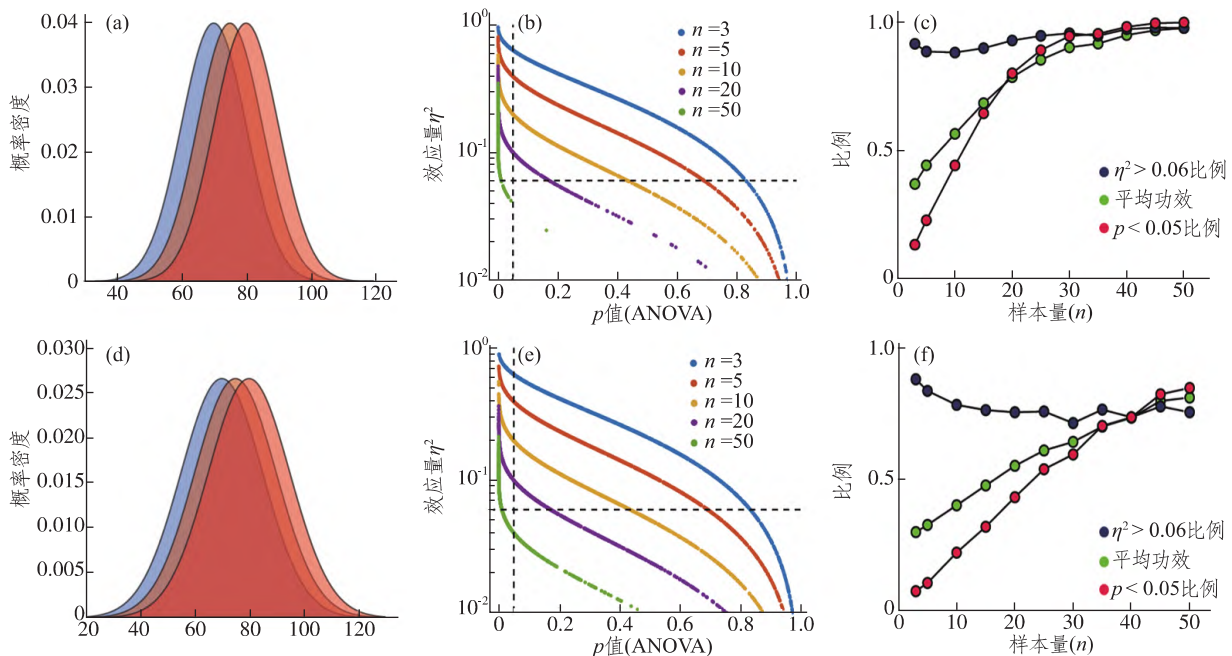 (a)
概率密度
0.04
0.03
0.02
0.01
0
40 60 80 100 120
(b)
效应量η²
10⁰
10⁻¹
10⁻²
n =3
n =5
n =10
n =20
n =50
0 0.2 0.4 0.6 0.8 1.0
p值(ANOVA)
(c)
比例
1.0
0.5
0
η² > 0.06比例
平均功效
p < 0.05比例
0 10 20 30 40 50
样本量(n)
(d)
概率密度
0.030
0.025
0.020
0.015
0.010
0.005
0
20 40 60 80 100 120
(e)
效应量η²
10⁰
10⁻¹
10⁻²
n =3
n =5
n =10
n =20
n =50
0 0.2 0.4 0.6 0.8 1.0
p值(ANOVA)
(f)
比例
1.0
0.5
0
η² > 0.06比例
平均功效
p < 0.05比例
0 10 20 30 40 50
样本量(n)